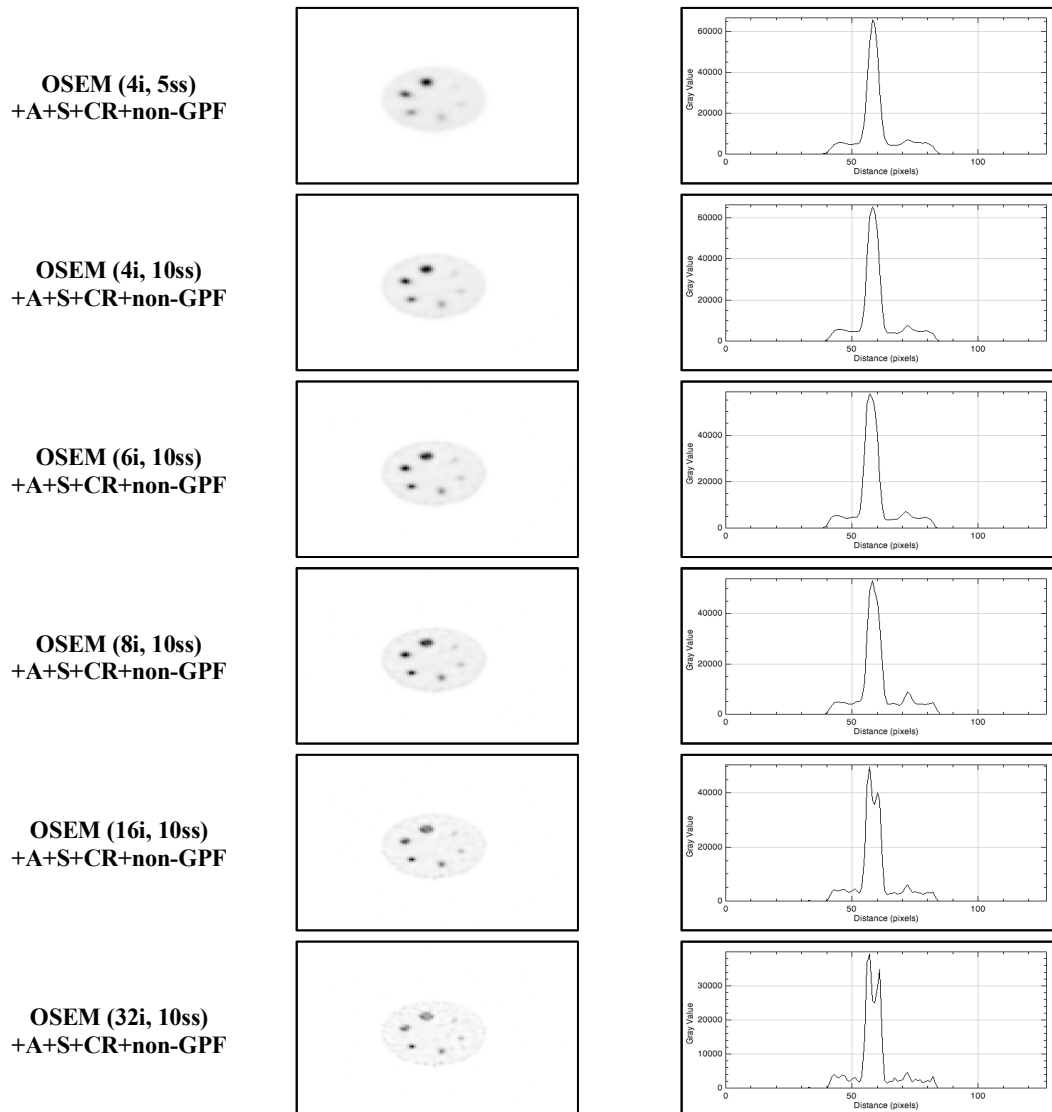 OSEM (4i, 5ss)
+A+S+CR+non-GPF
60000
40000
20000
0
Gray Value
0 50 100
Distance (pixels)
OSEM (4i, 10ss)
+A+S+CR+non-GPF
60000
40000
20000
0
Gray Value
0 50 100
Distance (pixels)
OSEM (6i, 10ss)
+A+S+CR+non-GPF
40000
20000
0
Gray Value
0 50 100
Distance (pixels)
OSEM (8i, 10ss)
+A+S+CR+non-GPF
40000
20000
0
Gray Value
0 50 100
Distance (pixels)
OSEM (16i, 10ss)
+A+S+CR+non-GPF
40000
20000
0
Gray Value
0 50 100
Distance (pixels)
OSEM (32i, 10ss)
+A+S+CR+non-GPF
30000
20000
10000
0
Gray Value
0 50 100
Distance (pixels)